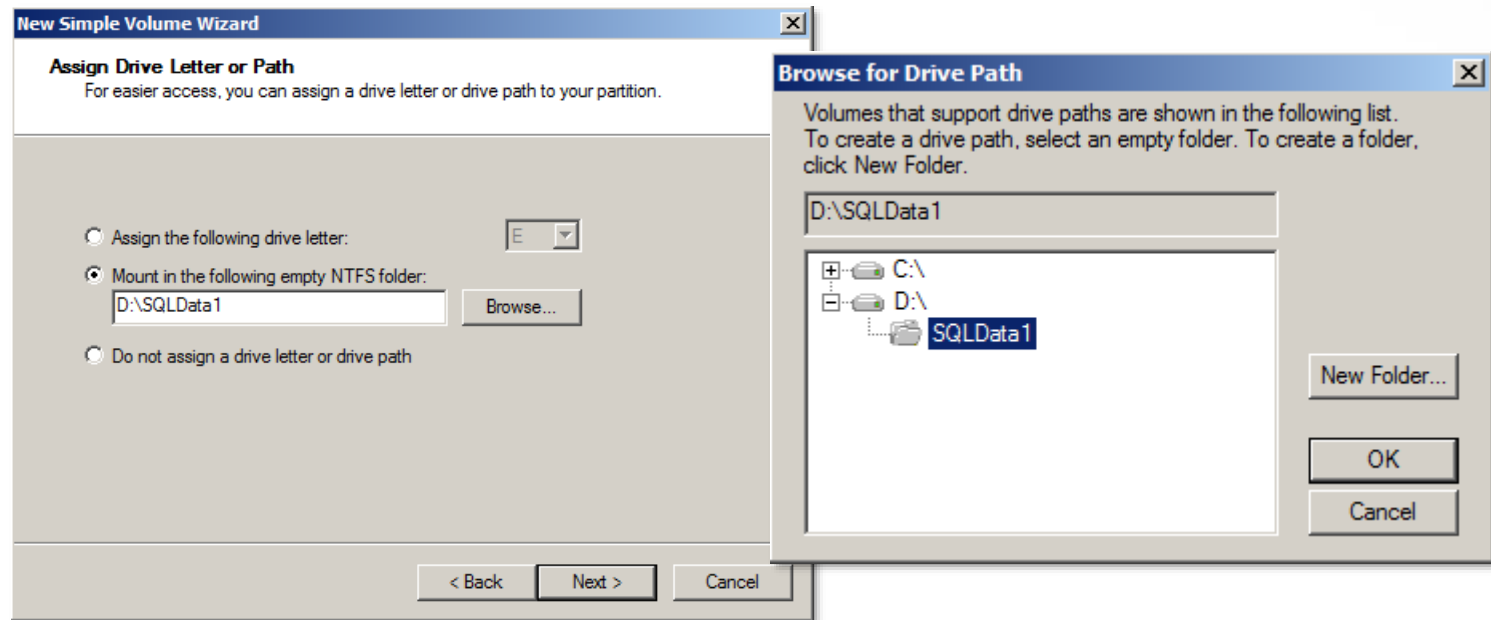 New Simple Volume Wizard
Assign Drive Letter or Path
For easier access, you can assign a drive letter or drive path to your partition.
Assign the following drive letter:
E
Mount in the following empty NTFS folder:
D:\SQLData1
Browse...
Do not assign a drive letter or drive path
< Back
Next >
Cancel
Browse for Drive Path
Volumes that support drive paths are shown in the following list.
To create a drive path, select an empty folder. To create a folder,
click New Folder.
D:\SQLData1
C:\
D:\
SQLData1
New Folder...
OK
Cancel